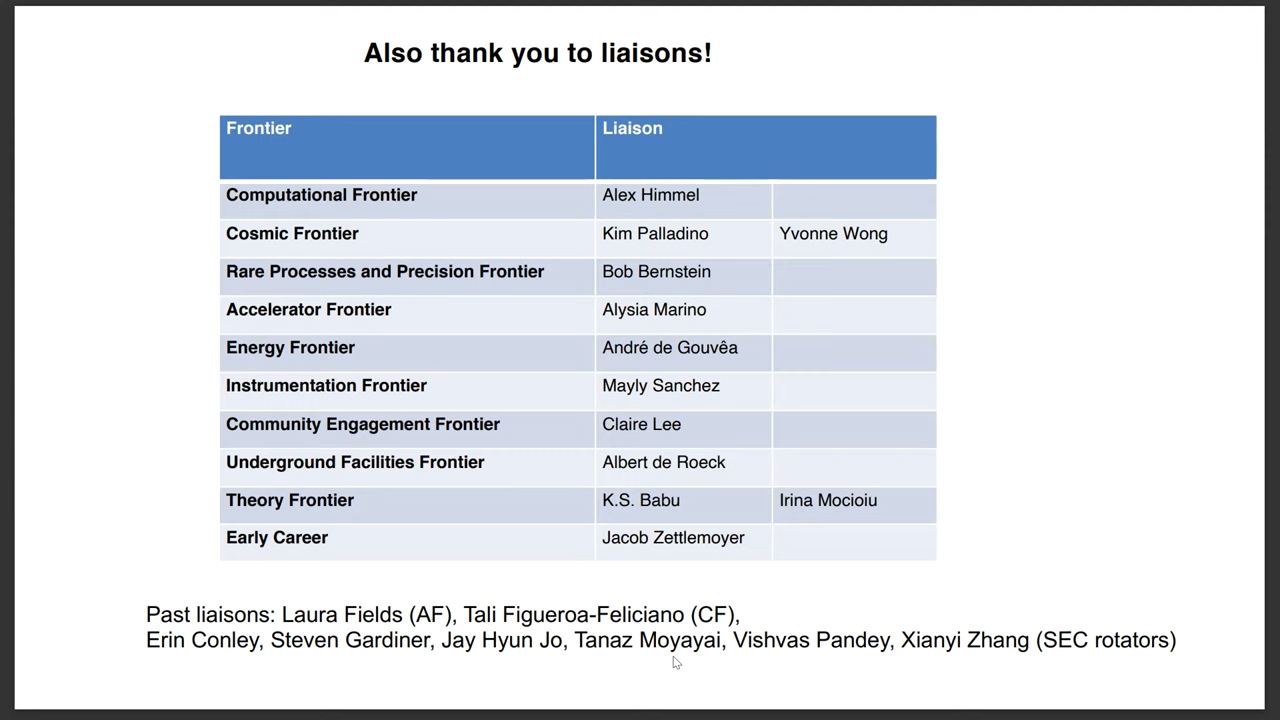 Also thank you to liaisons!
Frontier Liaison
Computational Frontier Alex Himmel
Cosmic Frontier Kim Palladino Yvonne Wong
Rare Processes and Precision Frontier Bob Bernstein
Accelerator Frontier Alysia Marino
Energy Frontier André de Gouvêa
Instrumentation Frontier Mayly Sanchez
Community Engagement Frontier Claire Lee
Underground Facilities Frontier Albert de Roeck
Theory Frontier K.S. Babu Irina Mocioiu
Early Career Jacob Zettlemoyer
Past liaisons: Laura Fields (AF), Tali Figueroa-Feliciano (CF),
Erin Conley, Steven Gardiner, Jay Hyun Jo, Tanaz Moyayai, Vishvas Pandey, Xianyi Zhang (SEC rotators)